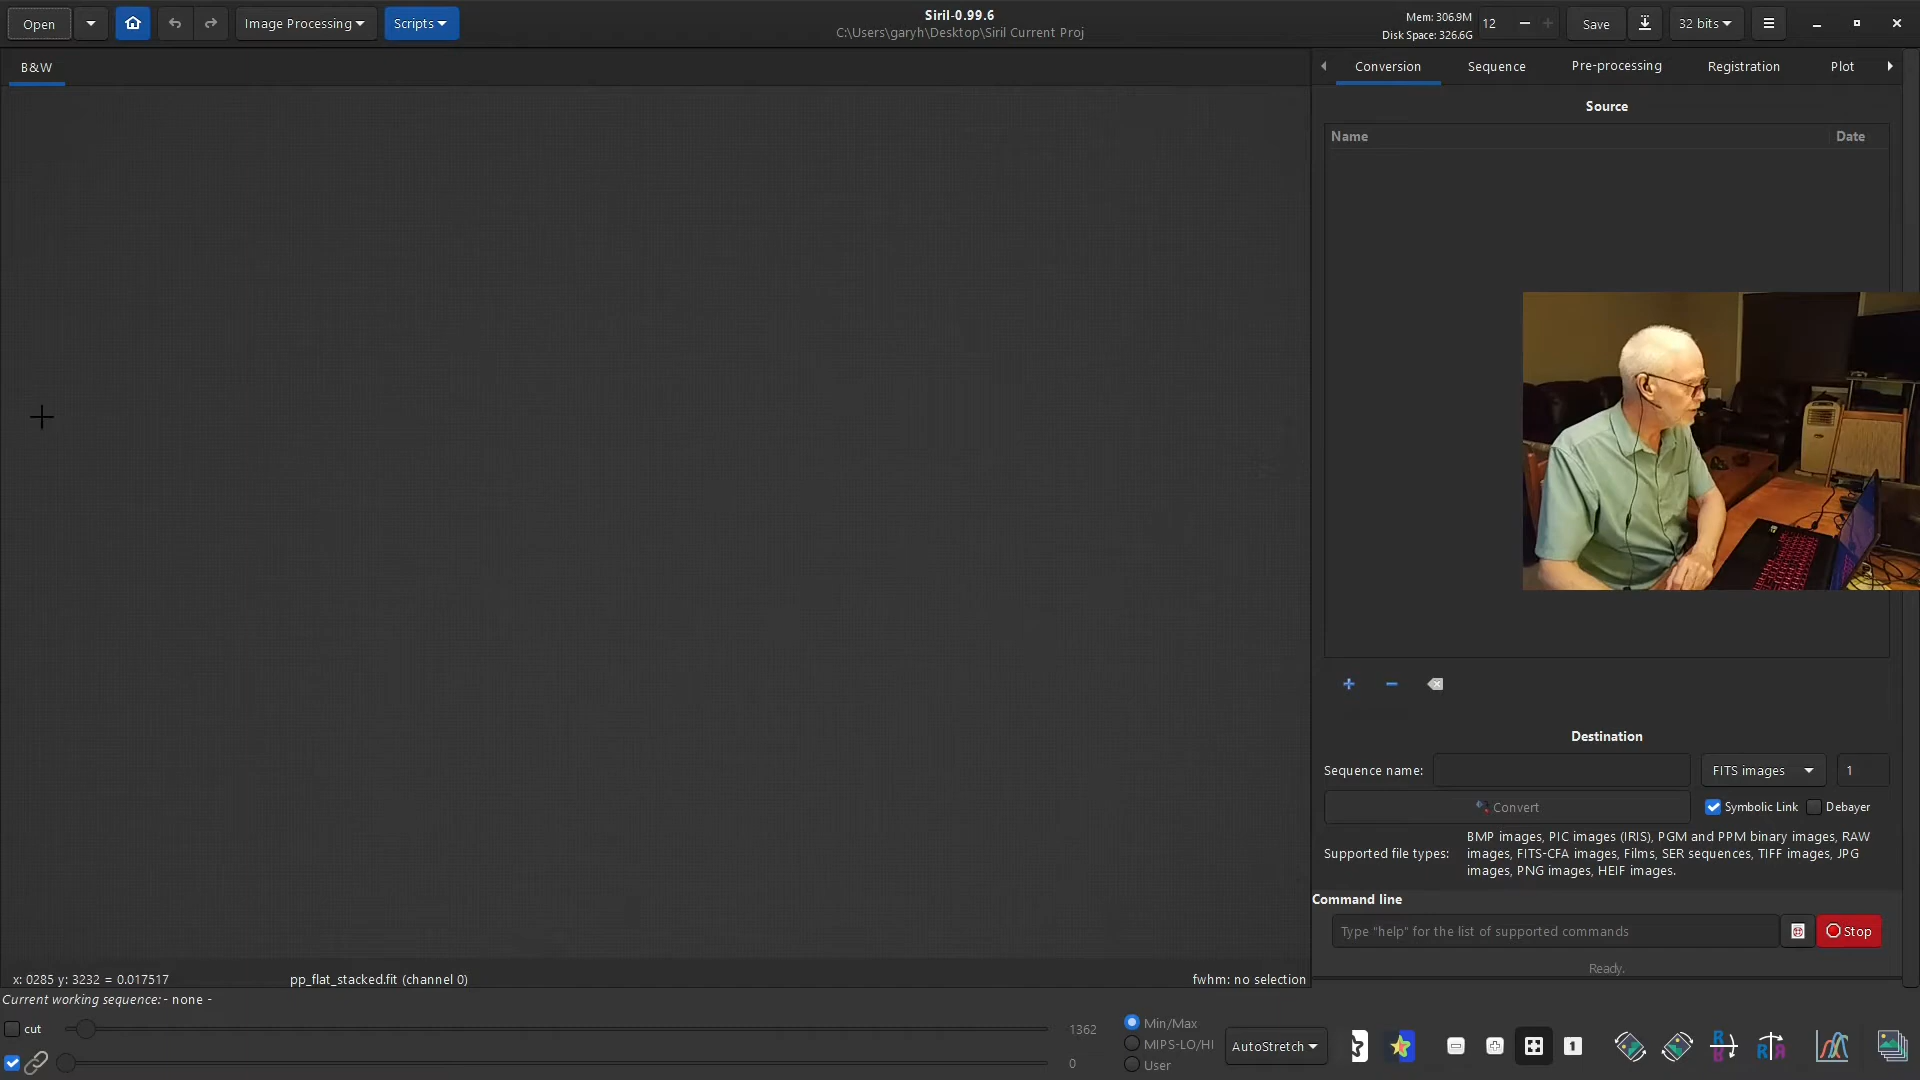 Open
Image Processing
Scripts
Siril-0.99.6
C:\Users\garyh\Desktop\Siril Current Proj
Mem: 306.9M
Disk Space: 326.6G
12
Save
32 bits
B&W
Conversion
Sequence
Pre-processing
Registration
Plot
Source
Name
Date
Destination
Sequence name:
FITS images
1
Convert
Symbolic Link
Debayer
Supported file types:
BMP images, PIC images (IRIS), PGM and PPM binary images, RAW
images, FITS-CFA images, Films, SER sequences, TIFF images, JPG
images, PNG images, HEIF images.
Command line
Type "help" for the list of supported commands
Stop
Ready.
x: 0285 y: 3232 = 0.017517
pp_flat_stacked.fit (channel 0)
fwhm: no selection
Current working sequence: - none -
cut
1362
0
Min/Max
MIPS-LO/HI
User
AutoStretch
1
R
R
R
A